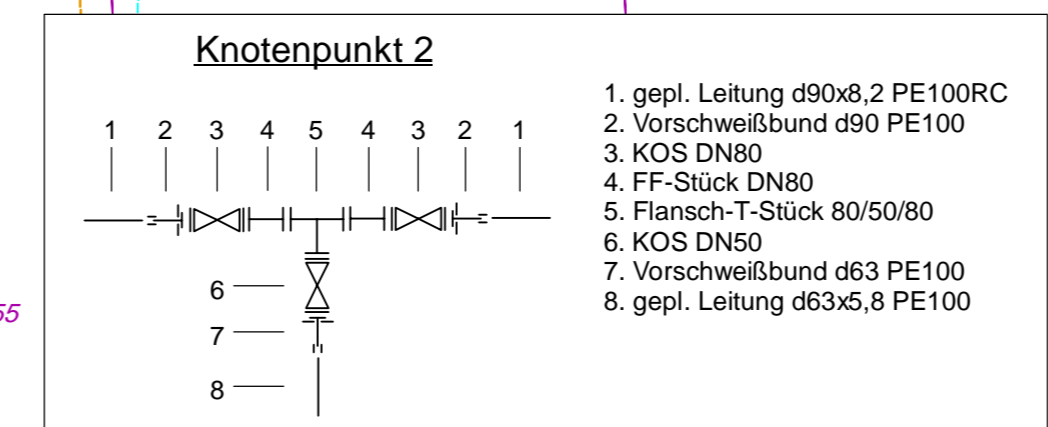 Knotenpunkt 2
1 2 3 4 5 4 3 2 1
6
7
8
1. gepl. Leitung d90x8,2 PE100RC
2. Vorschweißbund d90 PE100
3. KOS DN80
4. FF-Stück DN80
5. Flansch-T-Stück 80/50/80
6. KOS DN50
7. Vorschweißbund d63 PE100
8. gepl. Leitung d63x5,8 PE100